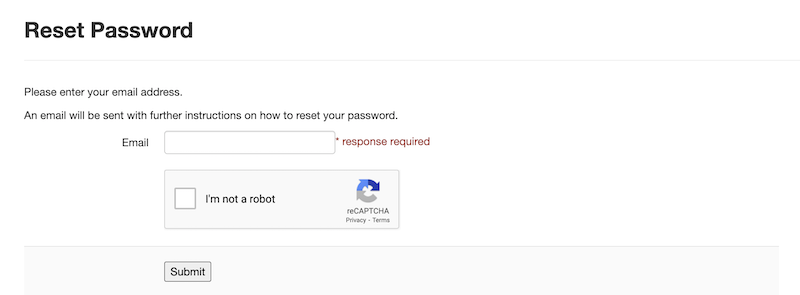 Reset Password
Please enter your email address.
An email will be sent with further instructions on how to reset your password.
Email * response required
I'm not a robot
reCAPTCHA
Privacy - Terms
Submit